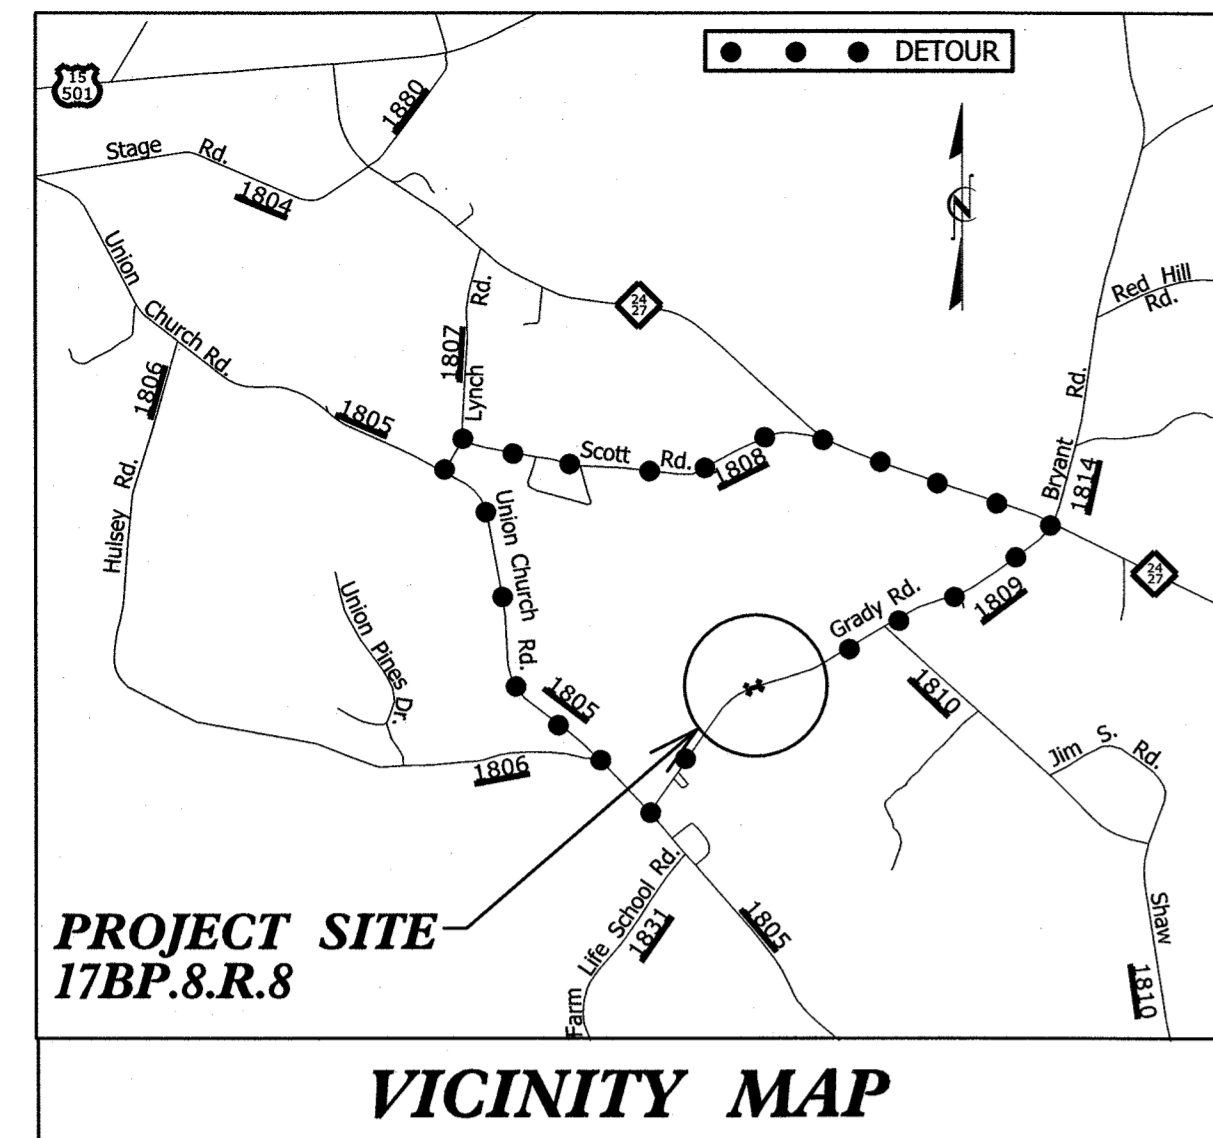 DETOUR
15
501
1880
Stage Rd.
1804
Union
Church Rd.
Rd.
1807
Lynch
24
27
Red Hill
Rd.
Rd.
Bryant
1814
1806
1805
Hulsey Rd.
Scott Rd.
1808
Union Church Rd.
24
27
1809
Grady Rd.
Union Pines Dr.
1805
1810
1806
Jim S. Rd.
Farm Life School Rd.
1831
1805
Shaw
1810
PROJECT SITE
17BP.8.R.8
VICINITY MAP